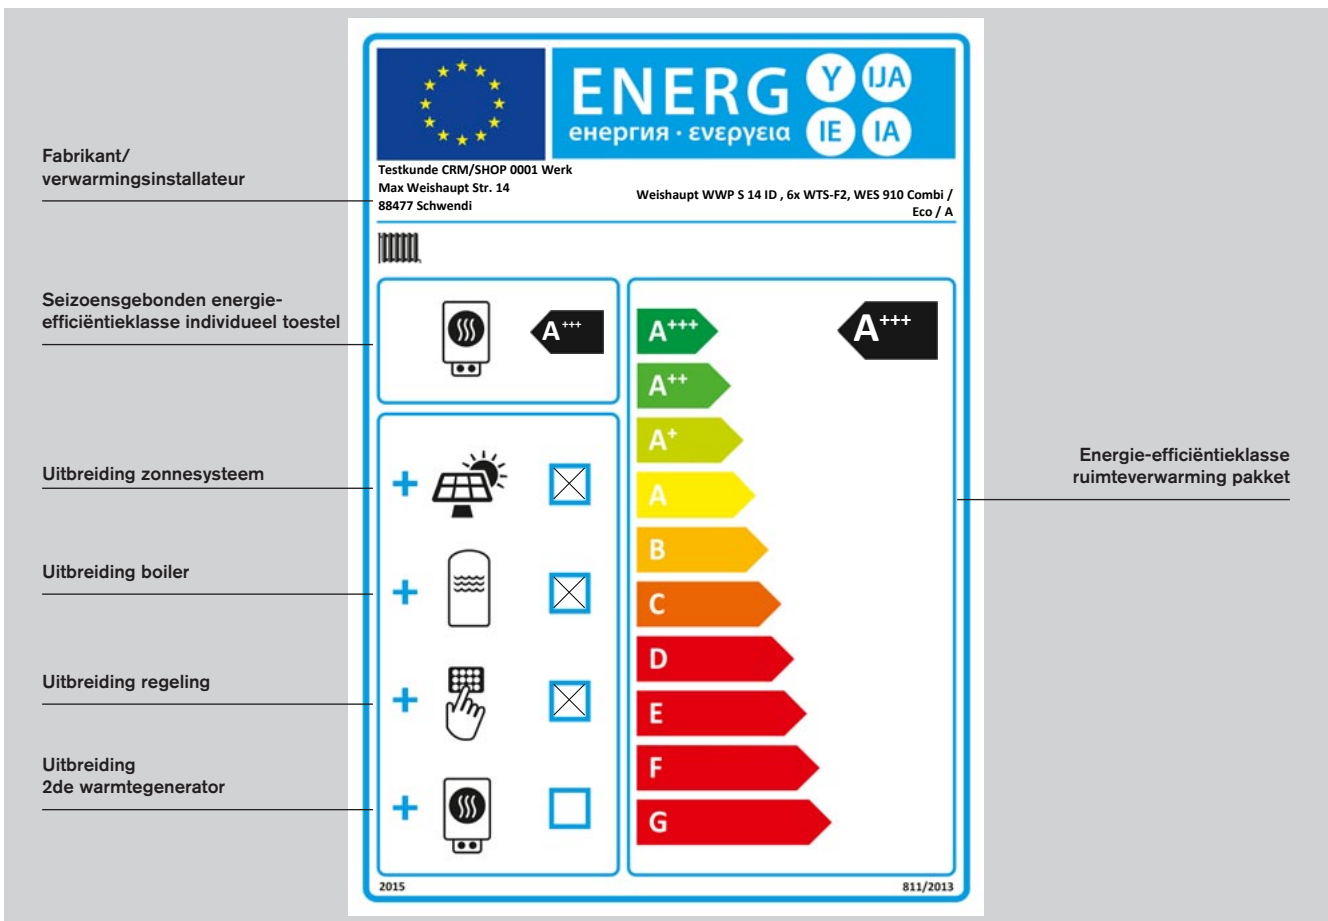 ENERG Y IJA
енергия · ενεργεια IE IA
Fabrikant/
verwarmingsinstallateur
Testkunde CRM/SHOP 0001 Werk
Max Weishaupt Str. 14
88477 Schwendi
Weishaupt WWP S 14 ID , 6x WTS-F2, WES 910 Combi /
Eco / A
Seizoensgebonden energie-
efficiëntieklasse individueel toestel
A+++
A+++
A+++
A++
A+
A
B
C
D
E
F
G
Uitbreiding zonnesysteem
+
Uitbreiding boiler
+
Uitbreiding regeling
+
Uitbreiding
2de warmtegenerator
+
Energie-efficiëntieklasse
ruimteverwarming pakket
2015
811/2013